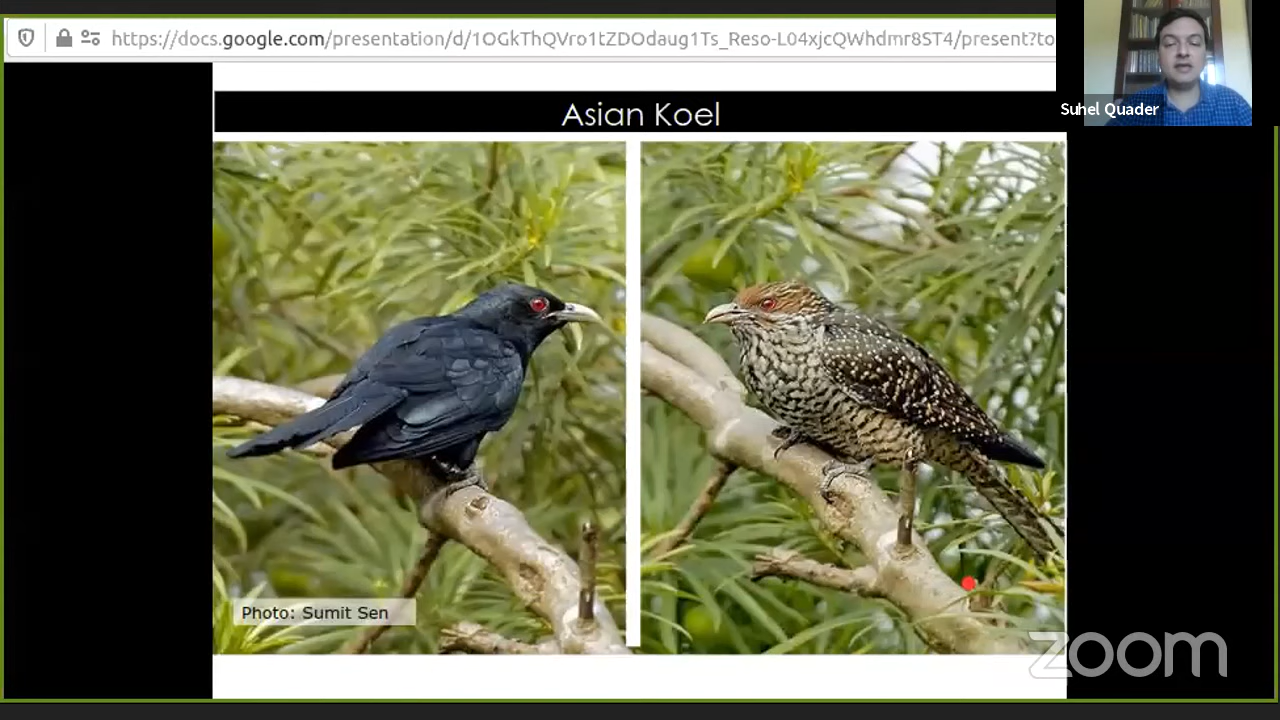 https://docs.google.com/presentation/d/1OGkThQVro1tZDOdaug1Ts_Reso-L04xjcQWhdmr8ST4/present?to
Suhel Quader
Asian Koel
Photo: Sumit Sen
zoom